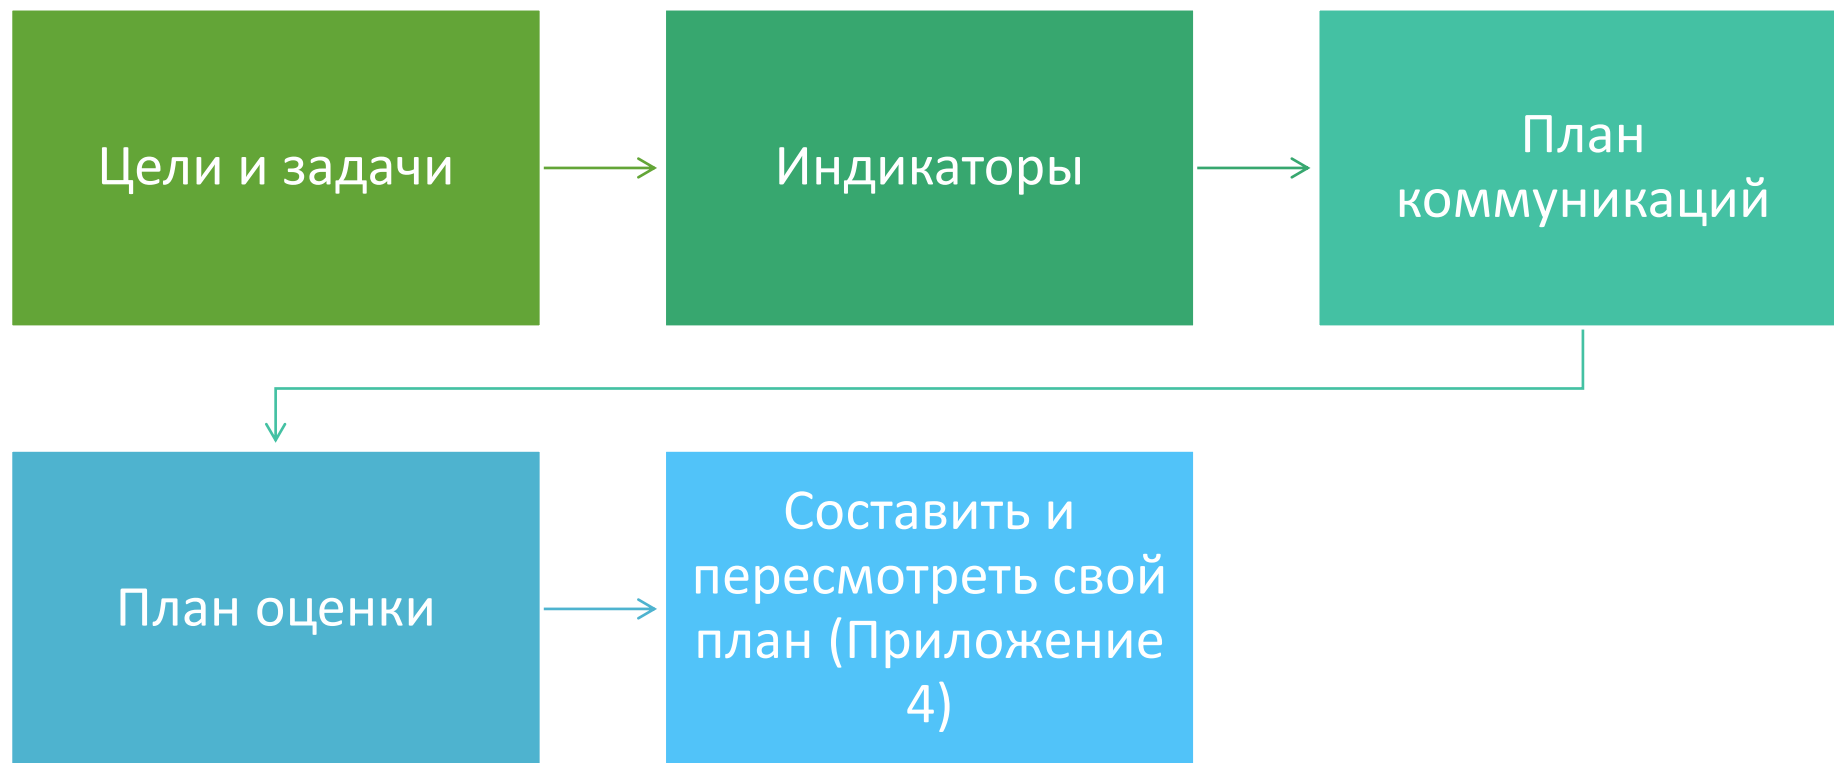 Цели и задачи
Индикаторы
План
коммуникаций
План оценки
Составить и
пересмотреть свой
план (Приложение
4)